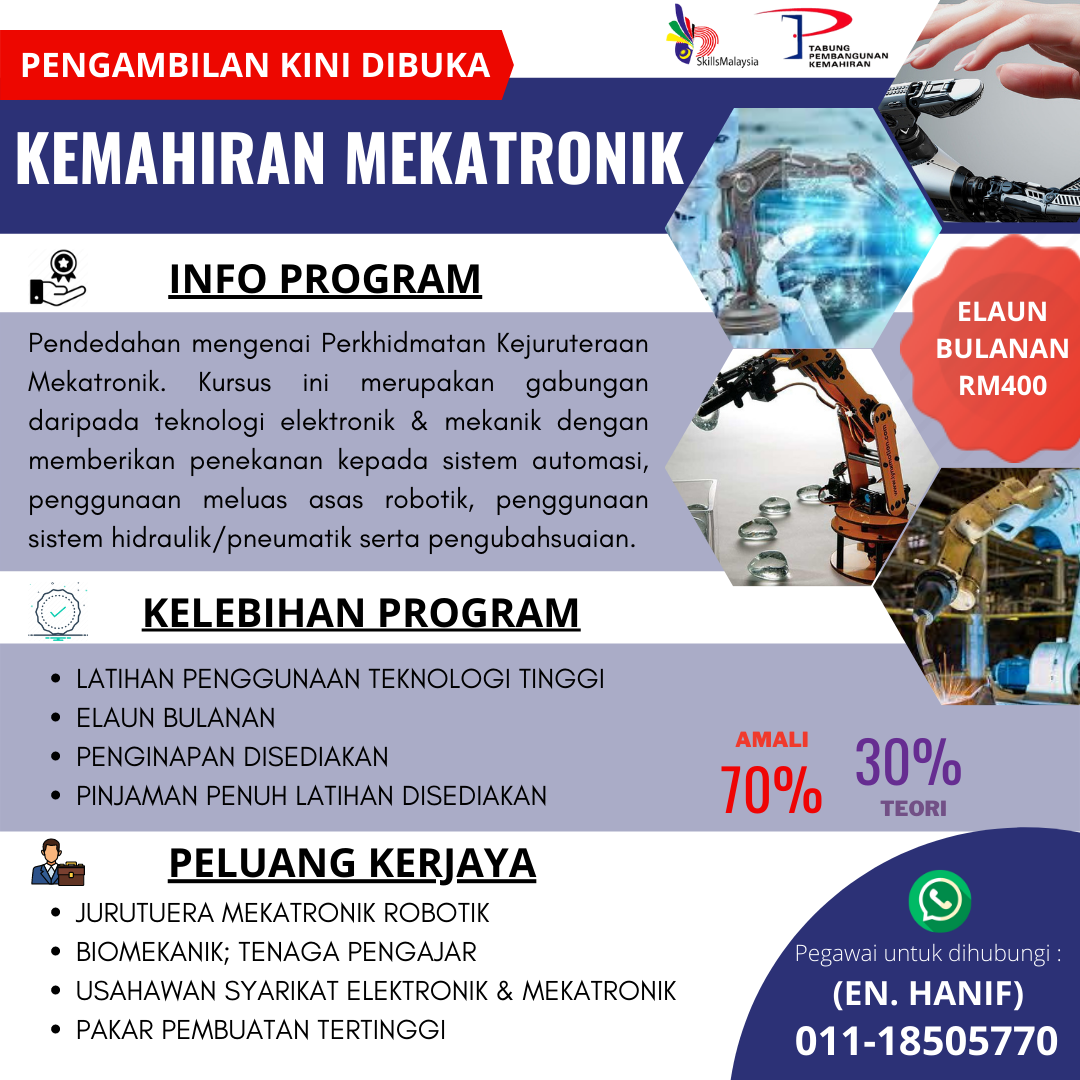 PENGAMBILAN KINI DIBUKA
SkillsMalaysia
TABUNG
PEMBANGUNAN
KEMAHIRAN
KEMAHIRAN MEKATRONIK
INFO PROGRAM
Pendedahan mengenai Perkhidmatan Kejuruteraan
Mekatronik. Kursus ini merupakan gabungan
daripada teknologi elektronik & mekanik dengan
memberikan penekanan kepada sistem automasi,
penggunaan meluas asas robotik, penggunaan
sistem hidraulik/pneumatik serta pengubahsuaian.
ELAUN
BULANAN
RM400
KELEBIHAN PROGRAM
• LATIHAN PENGGUNAAN TEKNOLOGI TINGGI
• ELAUN BULANAN
• PENGINAPAN DISEDIAKAN
• PINJAMAN PENUH LATIHAN DISEDIAKAN
AMALI
70%
30%
TEORI
PELUANG KERJAYA
• JURUTUERA MEKATRONIK ROBOTIK
• BIOMEKANIK; TENAGA PENGAJAR
• USAHAWAN SYARIKAT ELEKTRONIK & MEKATRONIK
• PAKAR PEMBUATAN TERTINGGI
Pegawai untuk dihubungi :
(EN. HANIF)
011-18505770